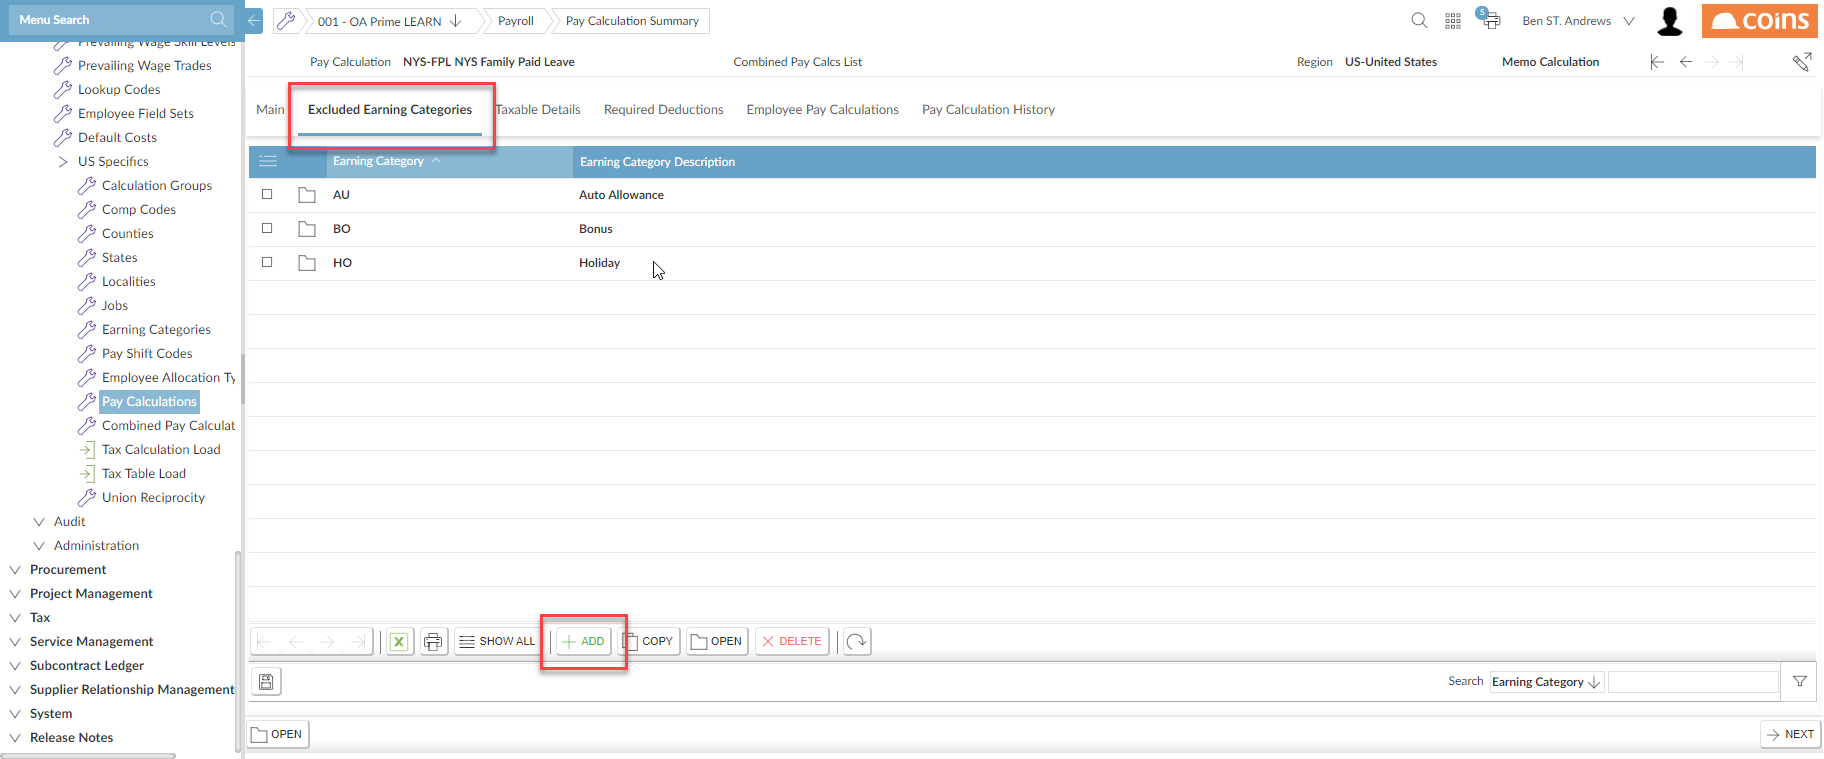 Menu Search
001 - OA Prime LEARN
Payroll
Pay Calculation Summary
5
Ben ST. Andrews
coins
Prevailing Wage Skill Levels
Prevailing Wage Trades
Lookup Codes
Employee Field Sets
Default Costs
US Specifics
Calculation Groups
Comp Codes
Counties
States
Localities
Jobs
Earning Categories
Pay Shift Codes
Employee Allocation Ty
Pay Calculations
Combined Pay Calculat
Tax Calculation Load
Tax Table Load
Union Reciprocity
Audit
Administration
Procurement
Project Management
Tax
Service Management
Subcontract Ledger
Supplier Relationship Management
System
Release Notes
Pay Calculation NYS-FPL NYS Family Paid Leave
Combined Pay Calcs List
Region US-United States
Memo Calculation
Main
Excluded Earning Categories
Taxable Details
Required Deductions
Employee Pay Calculations
Pay Calculation History
Earning Category
Earning Category Description
AU Auto Allowance
BO Bonus
HO Holiday
SHOW ALL
ADD
COPY
OPEN
DELETE
Search Earning Category
OPEN
NEXT